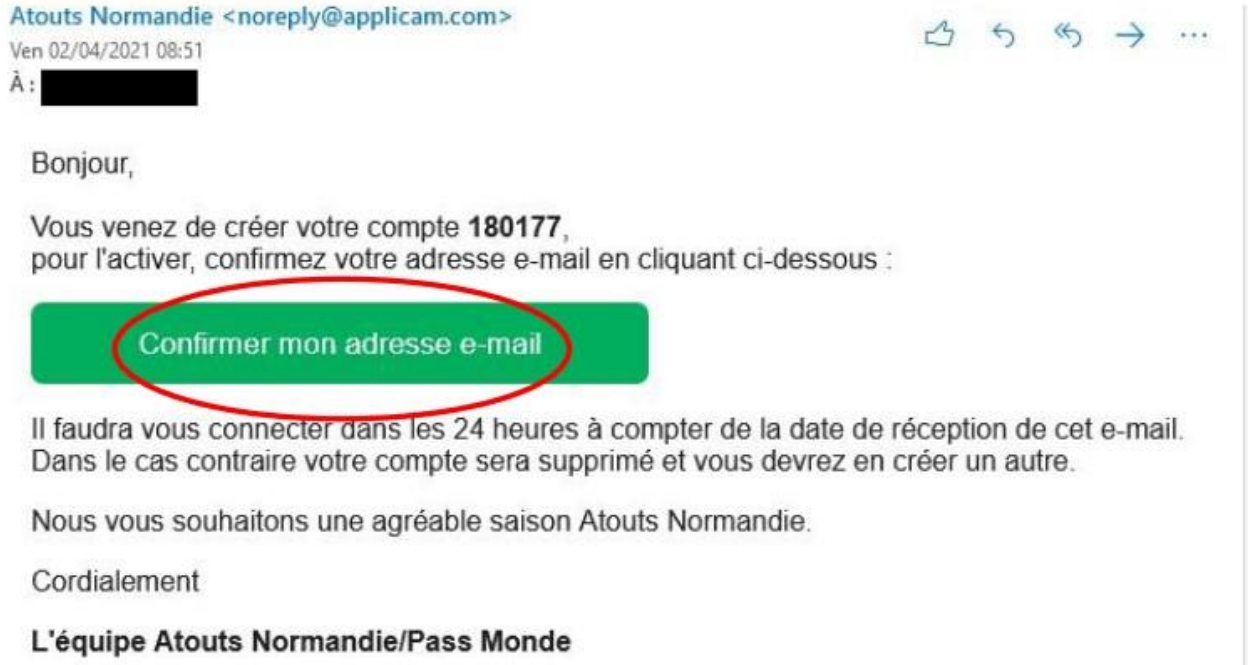 Atouts Normandie <noreply@applicam.com>
Ven 02/04/2021 08:51
À :
Bonjour,
Vous venez de créer votre compte 180177,
pour l'activer, confirmez votre adresse e-mail en cliquant ci-dessous :
Confirmer mon adresse e-mail
Il faudra vous connecter dans les 24 heures à compter de la date de réception de cet e-mail.
Dans le cas contraire votre compte sera supprimé et vous devrez en créer un autre.
Nous vous souhaitons une agréable saison Atouts Normandie.
Cordialement
L'équipe Atouts Normandie/Pass Monde